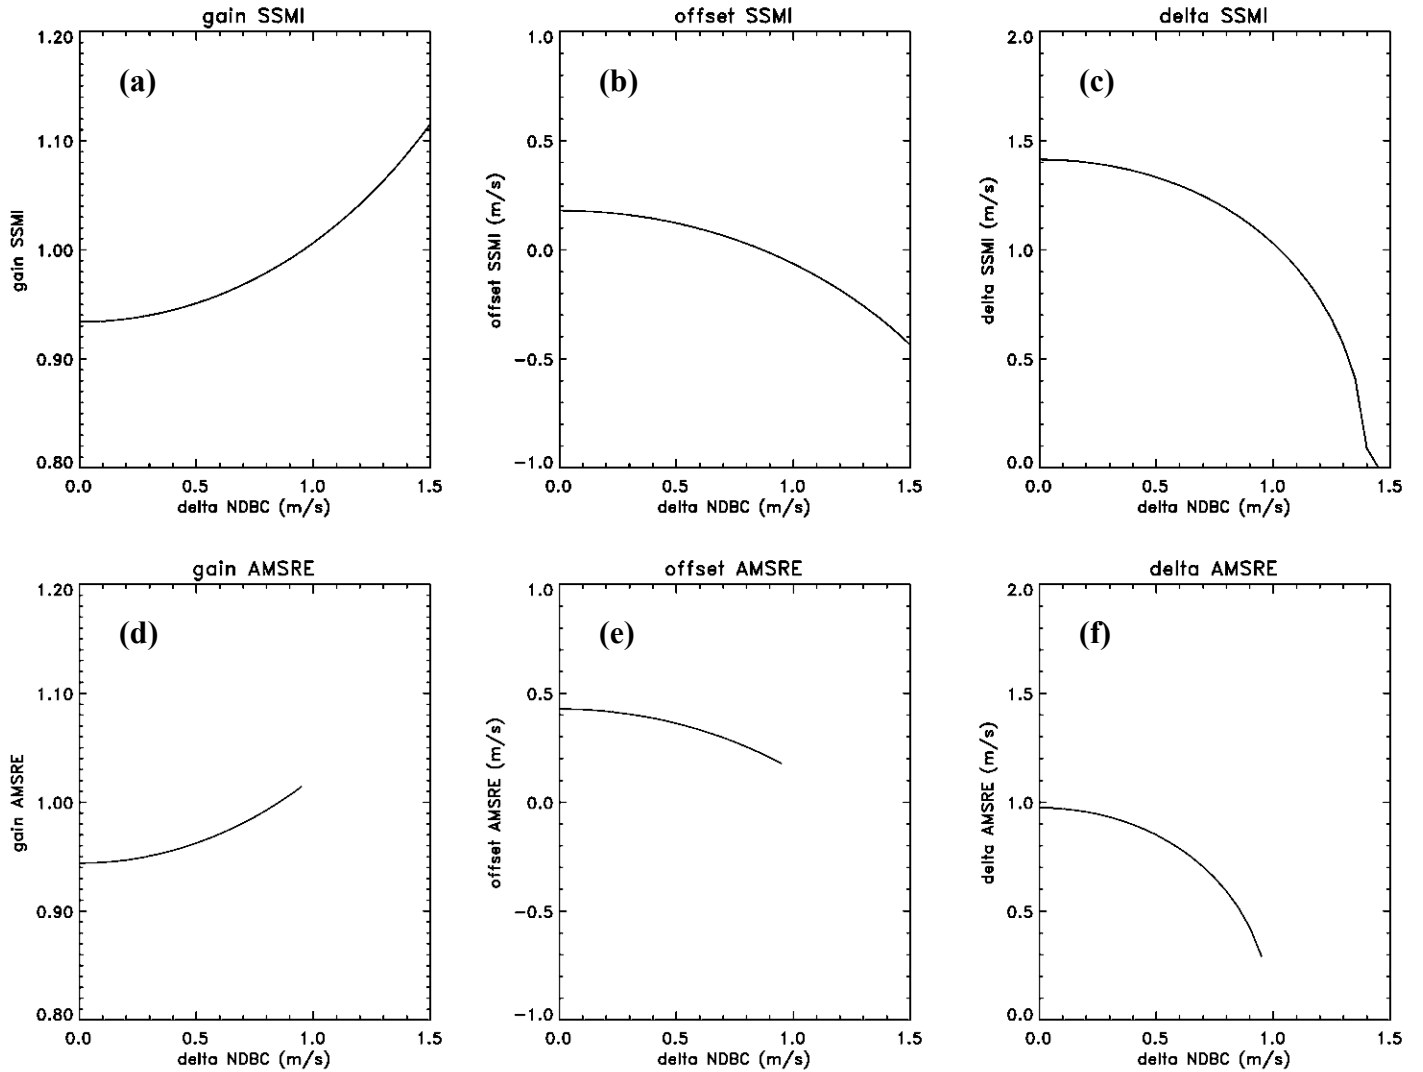 gain SSMI
1.20
1.10
1.00
0.90
0.80
gain SSMI
(a)
0.0 0.5 1.0 1.5
delta NDBC (m/s)
offset SSMI
1.0
0.5
0.0
−0.5
−1.0
offset SSMI (m/s)
(b)
0.0 0.5 1.0 1.5
delta NDBC (m/s)
delta SSMI
2.0
1.5
1.0
0.5
0.0
delta SSMI (m/s)
(c)
0.0 0.5 1.0 1.5
delta NDBC (m/s)
gain AMSRE
1.20
1.10
1.00
0.90
0.80
gain AMSRE
(d)
0.0 0.5 1.0 1.5
delta NDBC (m/s)
offset AMSRE
1.0
0.5
0.0
−0.5
−1.0
offset AMSRE (m/s)
(e)
0.0 0.5 1.0 1.5
delta NDBC (m/s)
delta AMSRE
2.0
1.5
1.0
0.5
0.0
delta AMSRE (m/s)
(f)
0.0 0.5 1.0 1.5
delta NDBC (m/s)